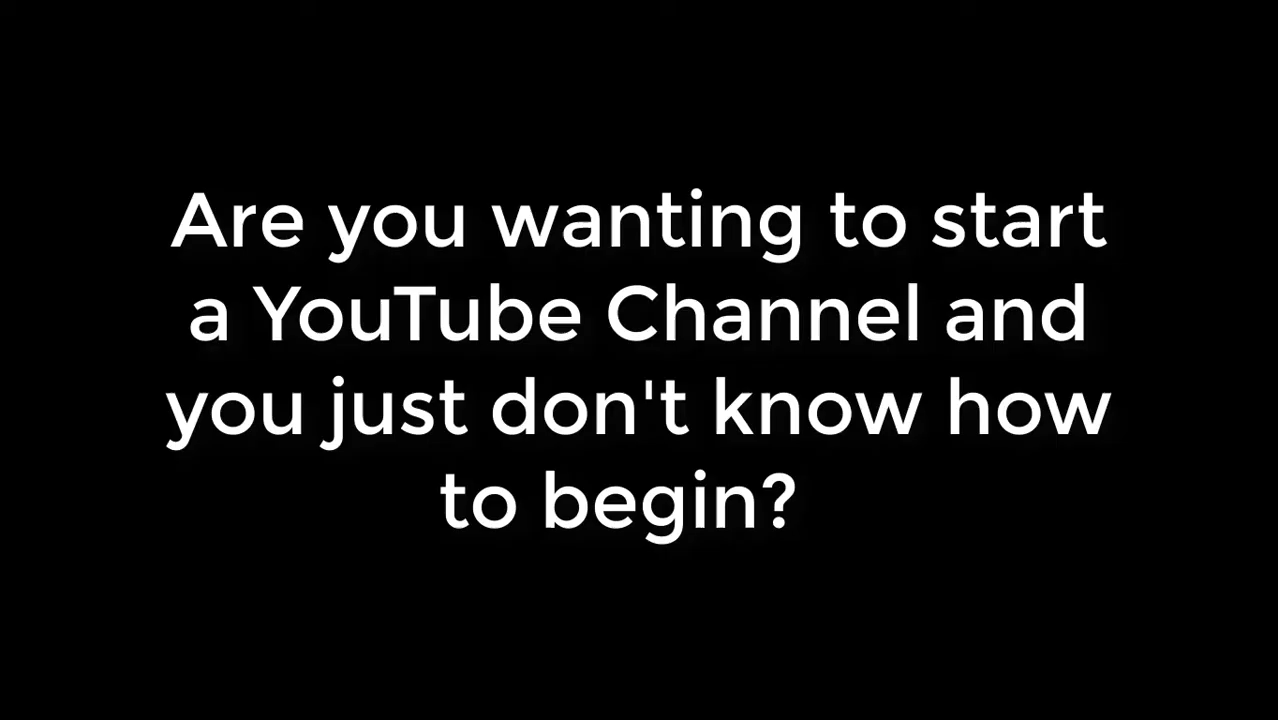 Are you wanting to start
a YouTube Channel and
you just don't know how
to begin?